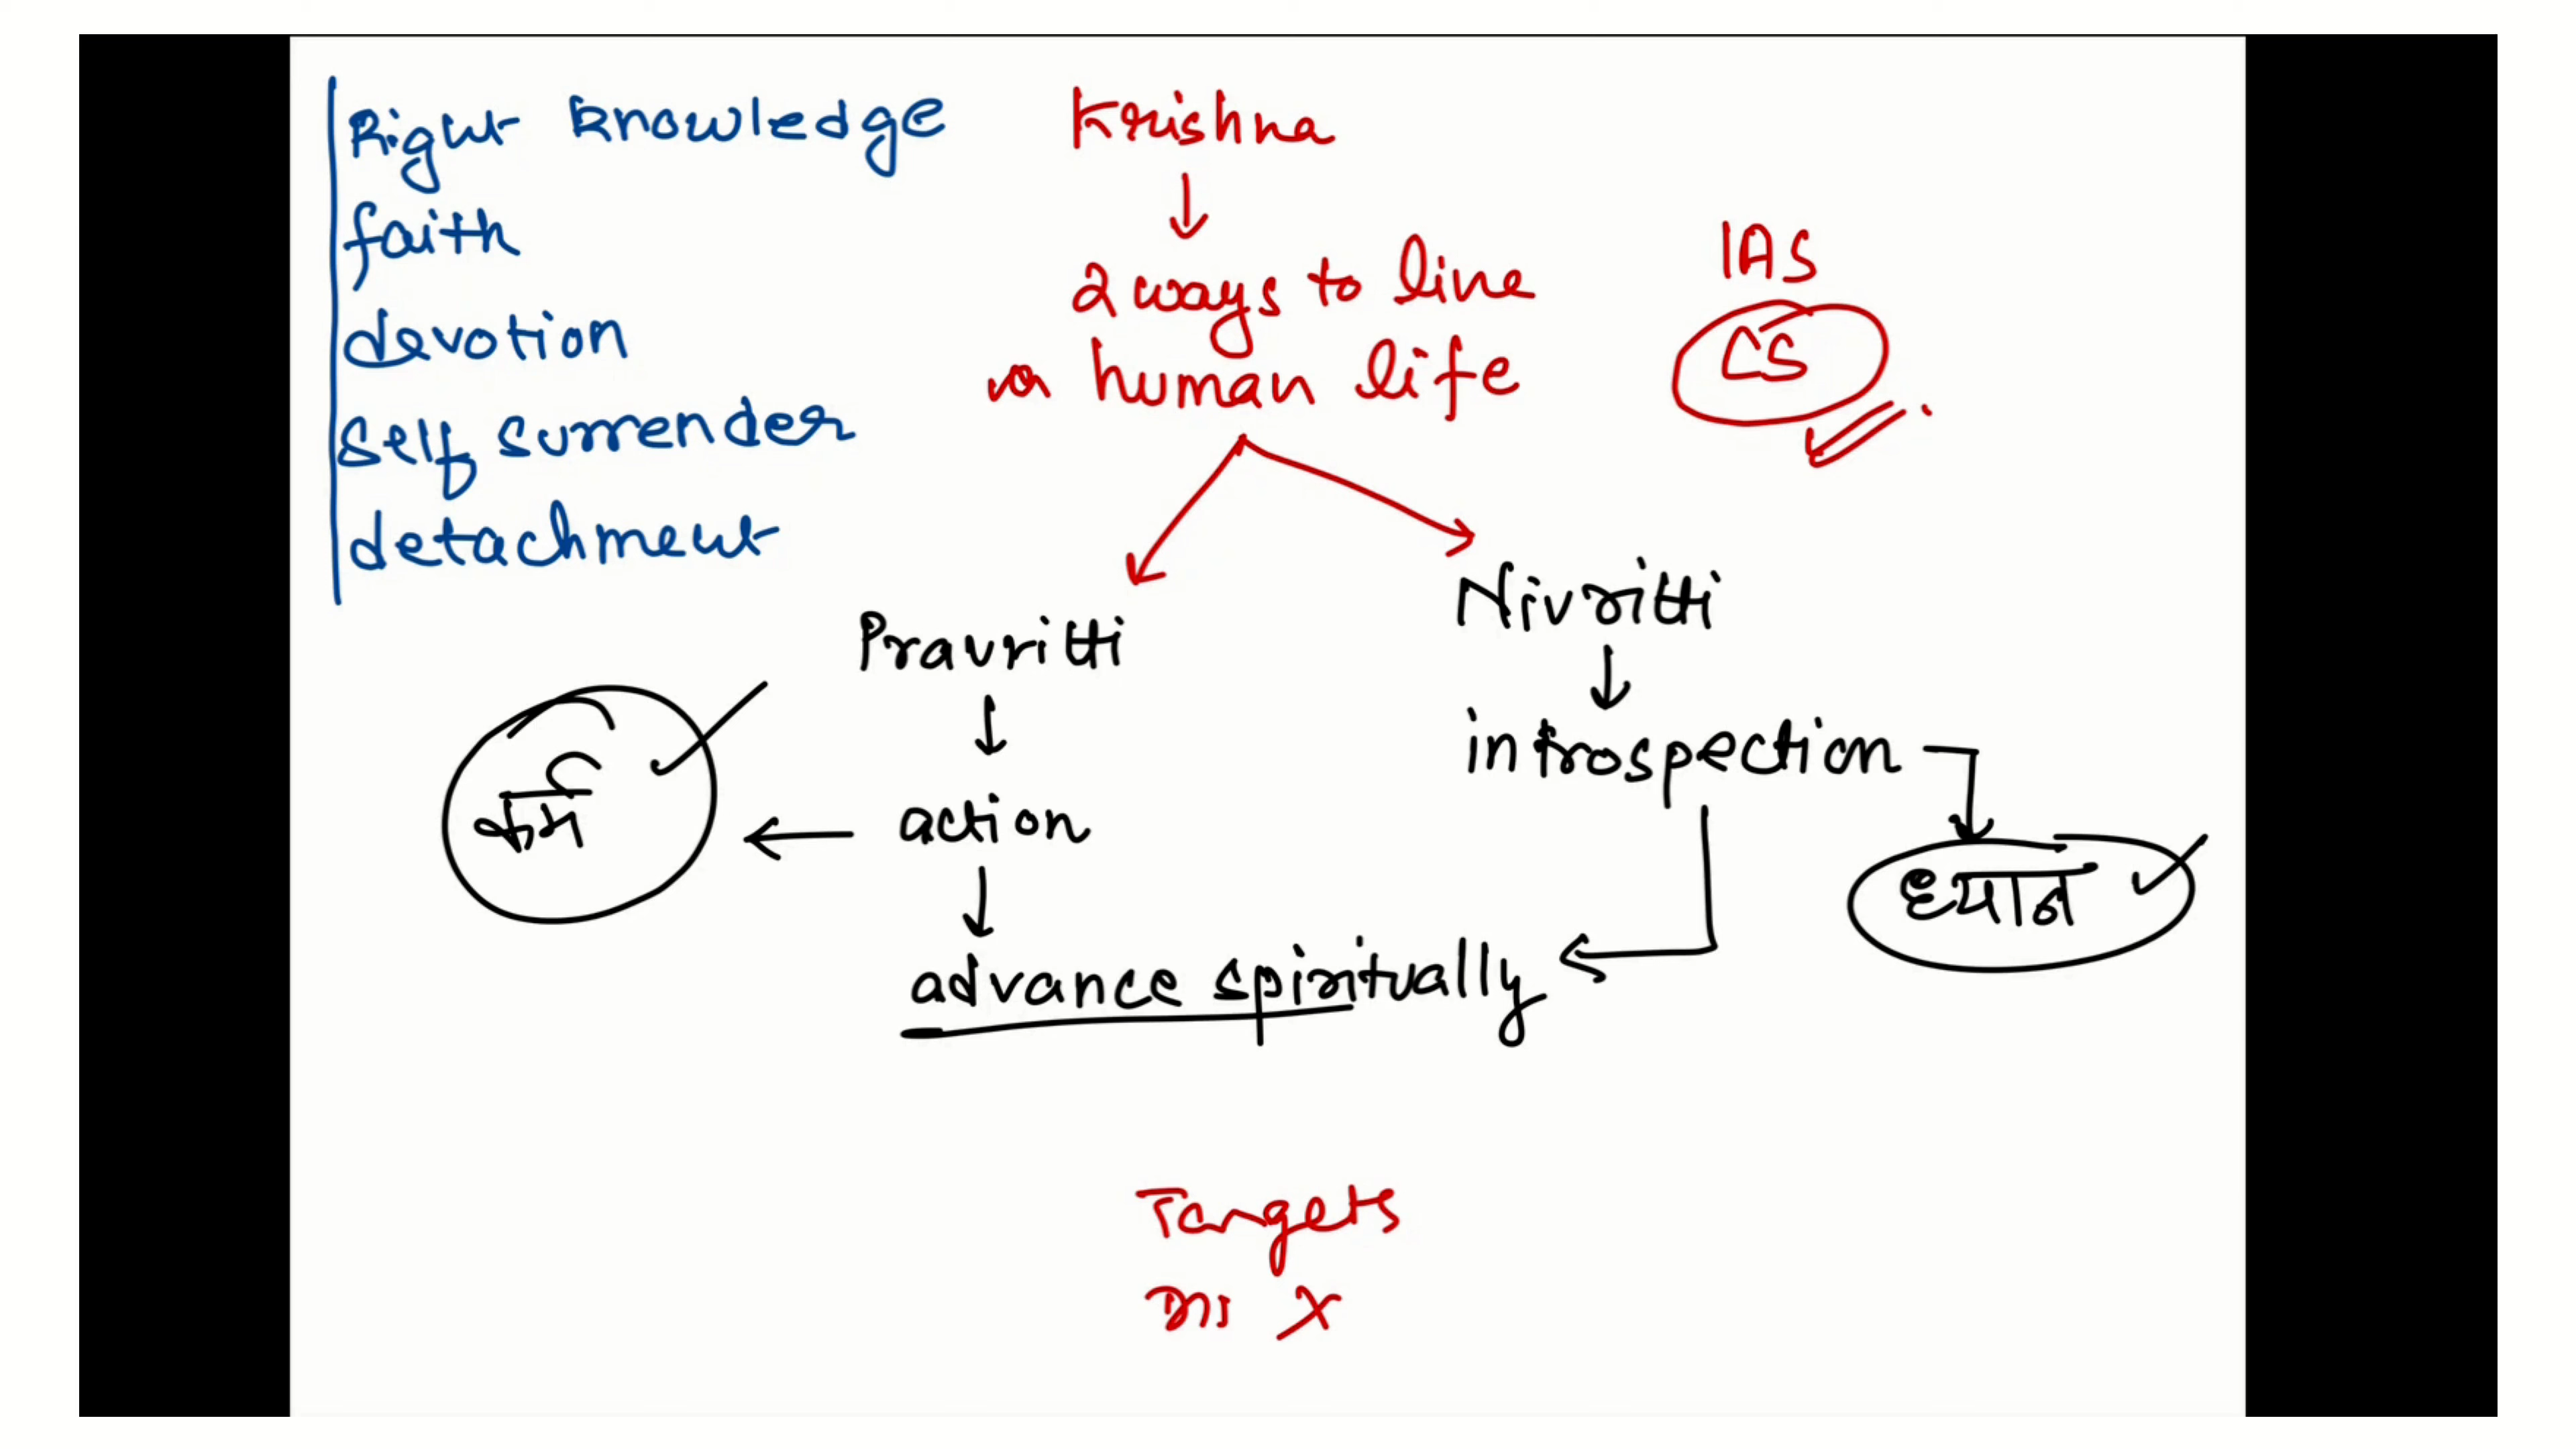 Right knowledge
faith
devotion
self surrender
detachment
Krishna
2 ways to live
human life
IAS
CS
Pravritti
Nivritti
action
introspection
कर्म
ध्यान
advance spiritually
Targets
X